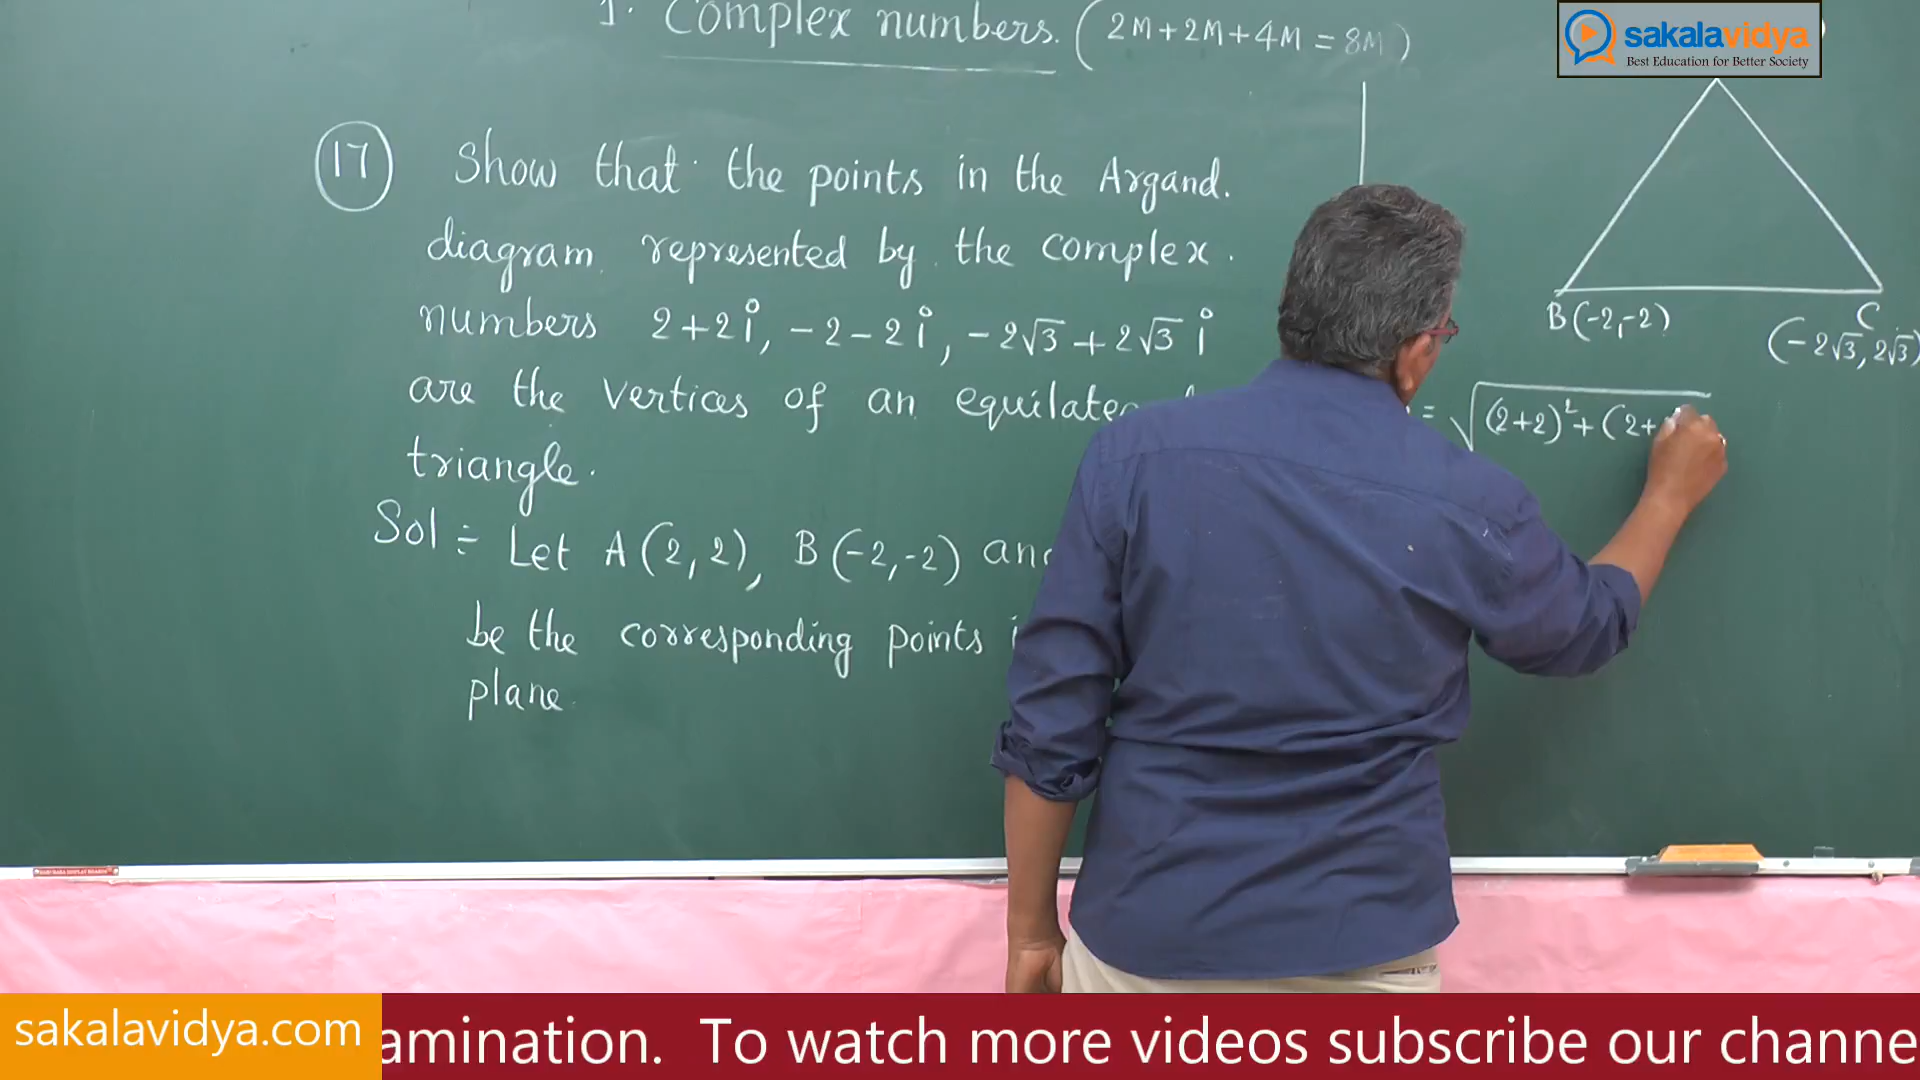 1. Complex numbers. (2M+2M+4M = 8M)
sakalavidya
Best Education for Better Society
17 Show that the points in the Argand.
diagram represented by the complex.
numbers 2+2i, -2-2i, -2√3+2√3 i
are the vertices of an
triangle.
Sol:- Let A(2,2), B(-2,-2)
be the corresponding points
plane.
B(-2,-2)
C
(-2√3, 2√3)
= √(2+2)²+(2+
sakalavidya.com
amination. To watch more videos subscribe our channe